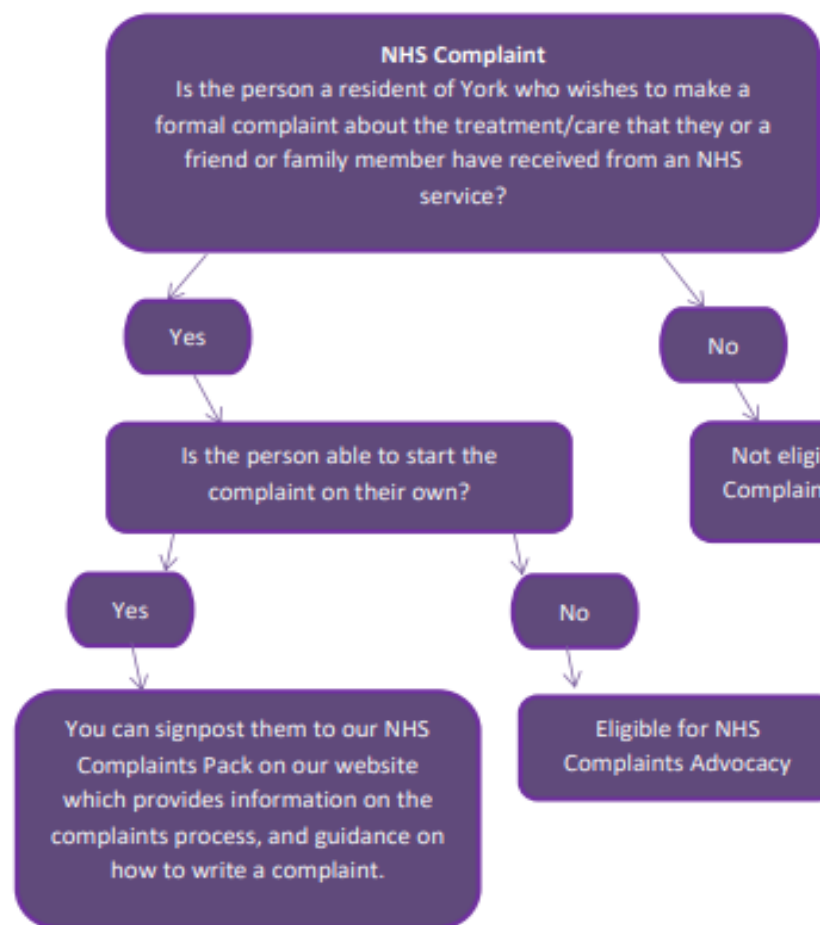 NHS Complaint
Is the person a resident of York who wishes to make a
formal complaint about the treatment/care that they or a
friend or family member have received from an NHS
service?
Yes
No
Is the person able to start the
complaint on their own?
Not
Yes
No
You can signpost them to our NHS
Complaints Pack on our website
which provides information on the
complaints process, and guidance on
how to write a complaint.
Eligible for NHS
Complaints Advocacy